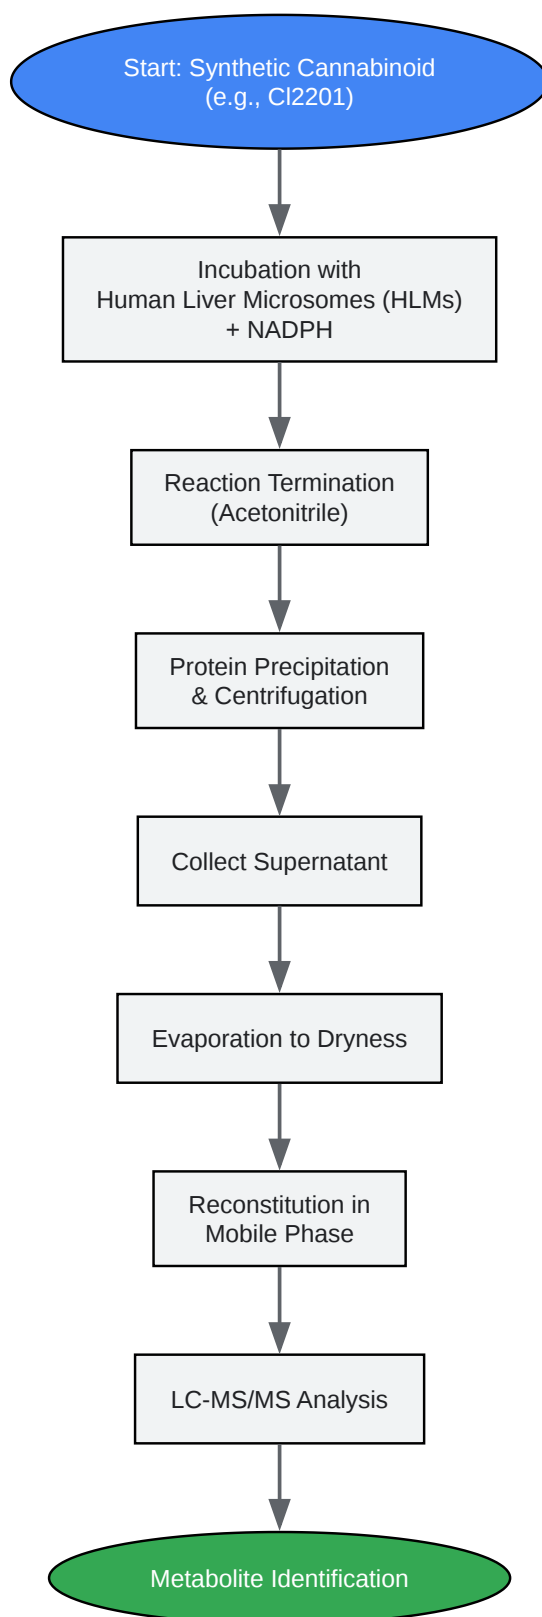 Start: Synthetic Cannabinoid
(e.g., Cl2201)
Incubation with
Human Liver Microsomes (HLMs)
+ NADPH
Reaction Termination
(Acetonitrile)
Protein Precipitation
& Centrifugation
Collect Supernatant
Evaporation to Dryness
Reconstitution in
Mobile Phase
LC-MS/MS Analysis
Metabolite Identification